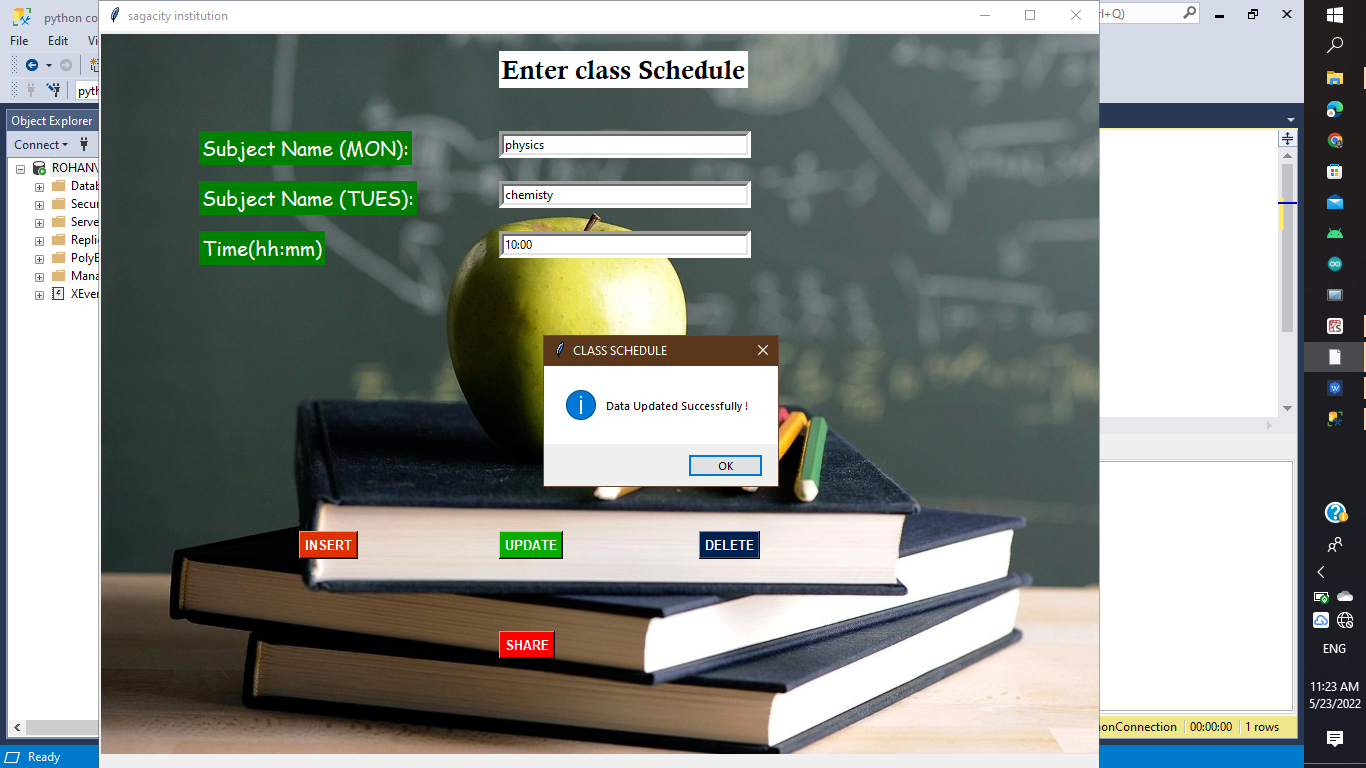 python co
sagacity institution
rl+Q)
File Edit Vi
pyth
Enter class Schedule
Object Explorer
Connect
ROHAN\
Datab
Secur
Serve
Replic
PolyB
Mana
XEver
Subject Name (MON):
physics
Subject Name (TUES):
chemisty
Time(hh:mm)
10:00
CLASS SCHEDULE
Data Updated Successfully !
OK
INSERT
UPDATE
DELETE
SHARE
ENG
11:23 AM
5/23/2022
onConnection 00:00:00 1 rows
Ready